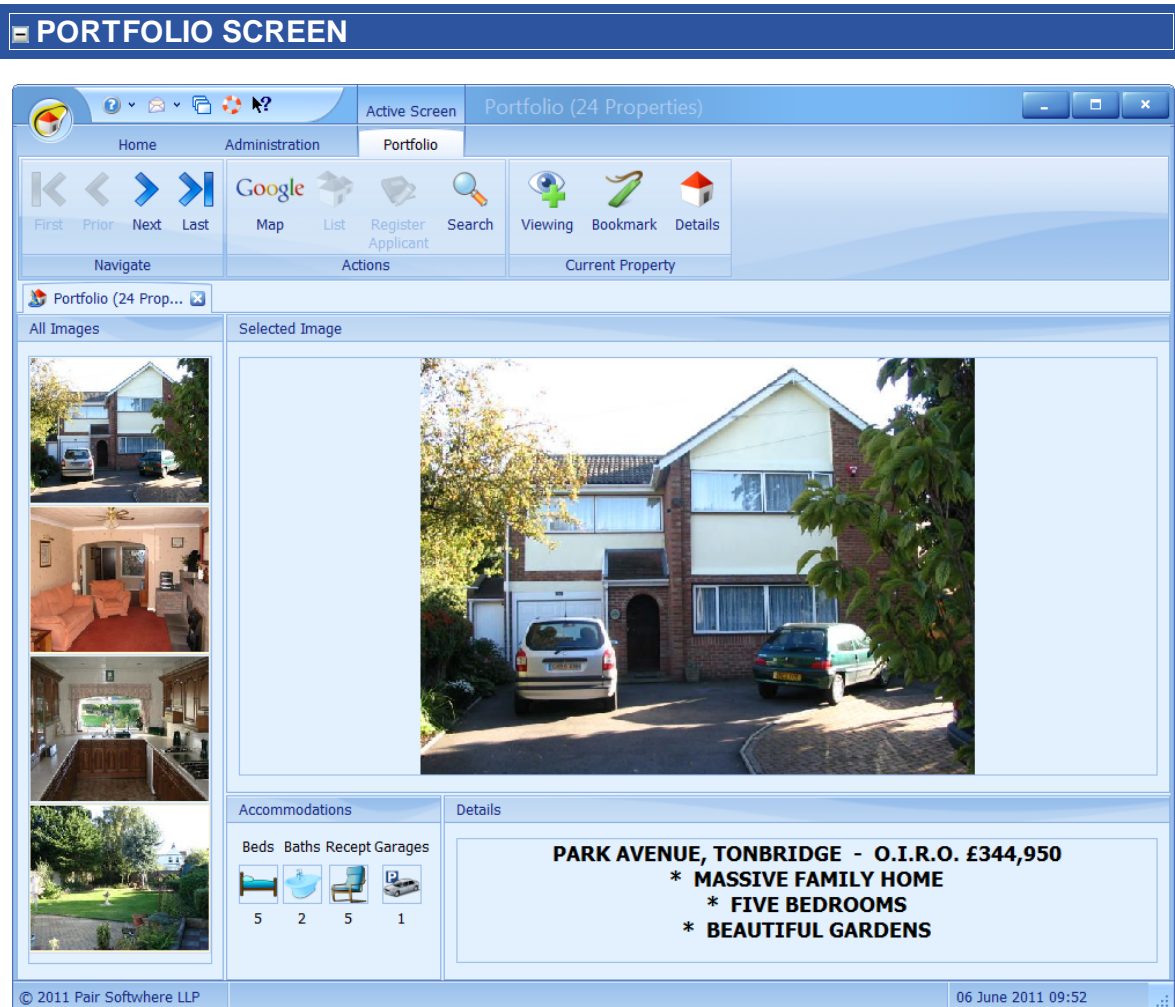 PORTFOLIO SCREEN
Active Screen
Portfolio (24 Properties)
Home Administration Portfolio
First Prior Next Last
Google
Map List Register Applicant Search
Viewing Bookmark Details
Navigate Actions Current Property
Portfolio (24 Prop...
All Images
Selected Image
Accommodations
Details
Beds Baths Recept Garages
P
5 2 5 1
PARK AVENUE, TONBRIDGE - O.I.R.O. £344,950
* MASSIVE FAMILY HOME
* FIVE BEDROOMS
* BEAUTIFUL GARDENS
© 2011 Pair Softwhere LLP
06 June 2011 09:52